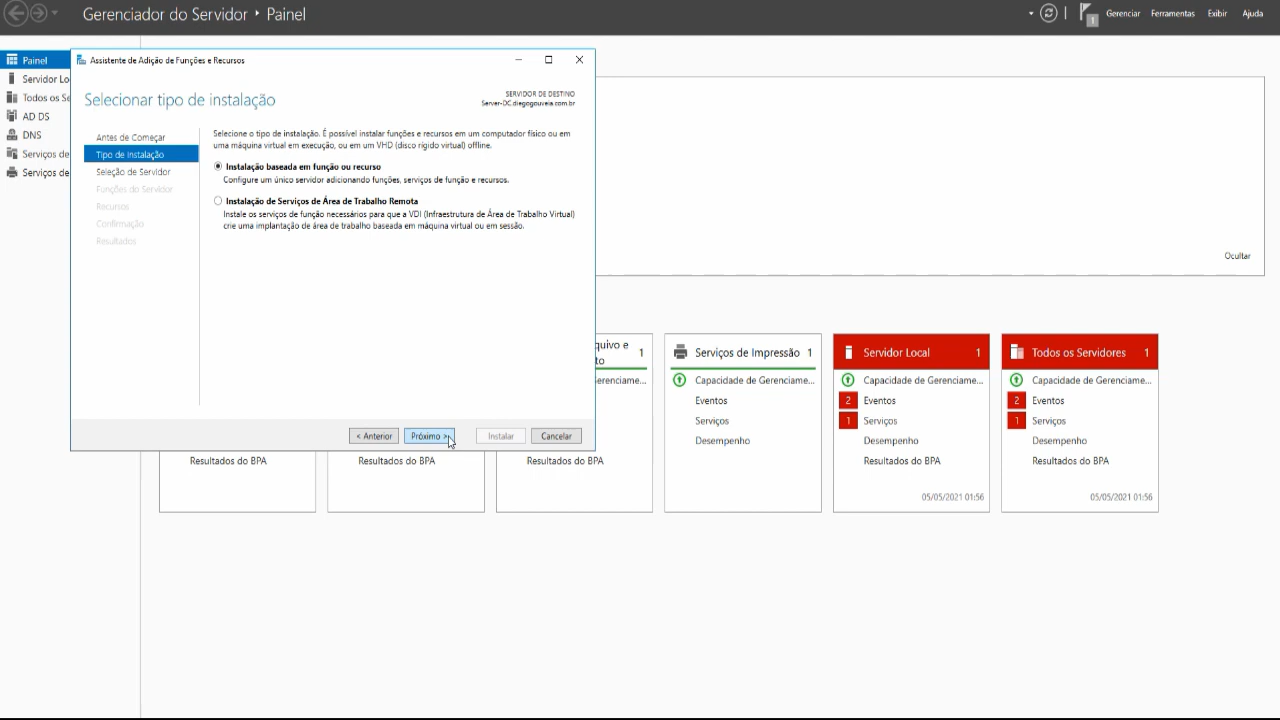 Gerenciador do Servidor ‣ Painel
1
Gerenciar
Ferramentas
Exibir
Ajuda
Painel
Servidor Lo
Todos os Se
AD DS
DNS
Serviços de
Serviços de
Assistente de Adição de Funções e Recursos
Selecionar tipo de instalação
SERVIDOR DE DESTINO
Server-DC.diegogouveia.com.br
Antes de Começar
Tipo de Instalação
Seleção de Servidor
Funções do Servidor
Recursos
Confirmação
Resultados
Selecione o tipo de instalação. É possível instalar funções e recursos em um computador físico ou em
uma máquina virtual em execução, ou em um VHD (disco rígido virtual) offline.
Instalação baseada em função ou recurso
Configure um único servidor adicionando funções, serviços de função e recursos.
Instalação de Serviços de Área de Trabalho Remota
Instale os serviços de função necessários para que a VDI (Infraestrutura de Área de Trabalho Virtual)
crie uma implantação de área de trabalho baseada em máquina virtual ou em sessão.
< Anterior
Próximo >
Instalar
Cancelar
Ocultar
quivo e
to
1
erenciame...
Resultados do BPA
Resultados do BPA
Resultados do BPA
Serviços de Impressão 1
Capacidade de Gerenciame...
Eventos
Serviços
Desempenho
Servidor Local 1
Capacidade de Gerenciame...
2 Eventos
1 Serviços
Desempenho
Resultados do BPA
05/05/2021 01:56
Todos os Servidores 1
Capacidade de Gerenciame...
2 Eventos
1 Serviços
Desempenho
Resultados do BPA
05/05/2021 01:56